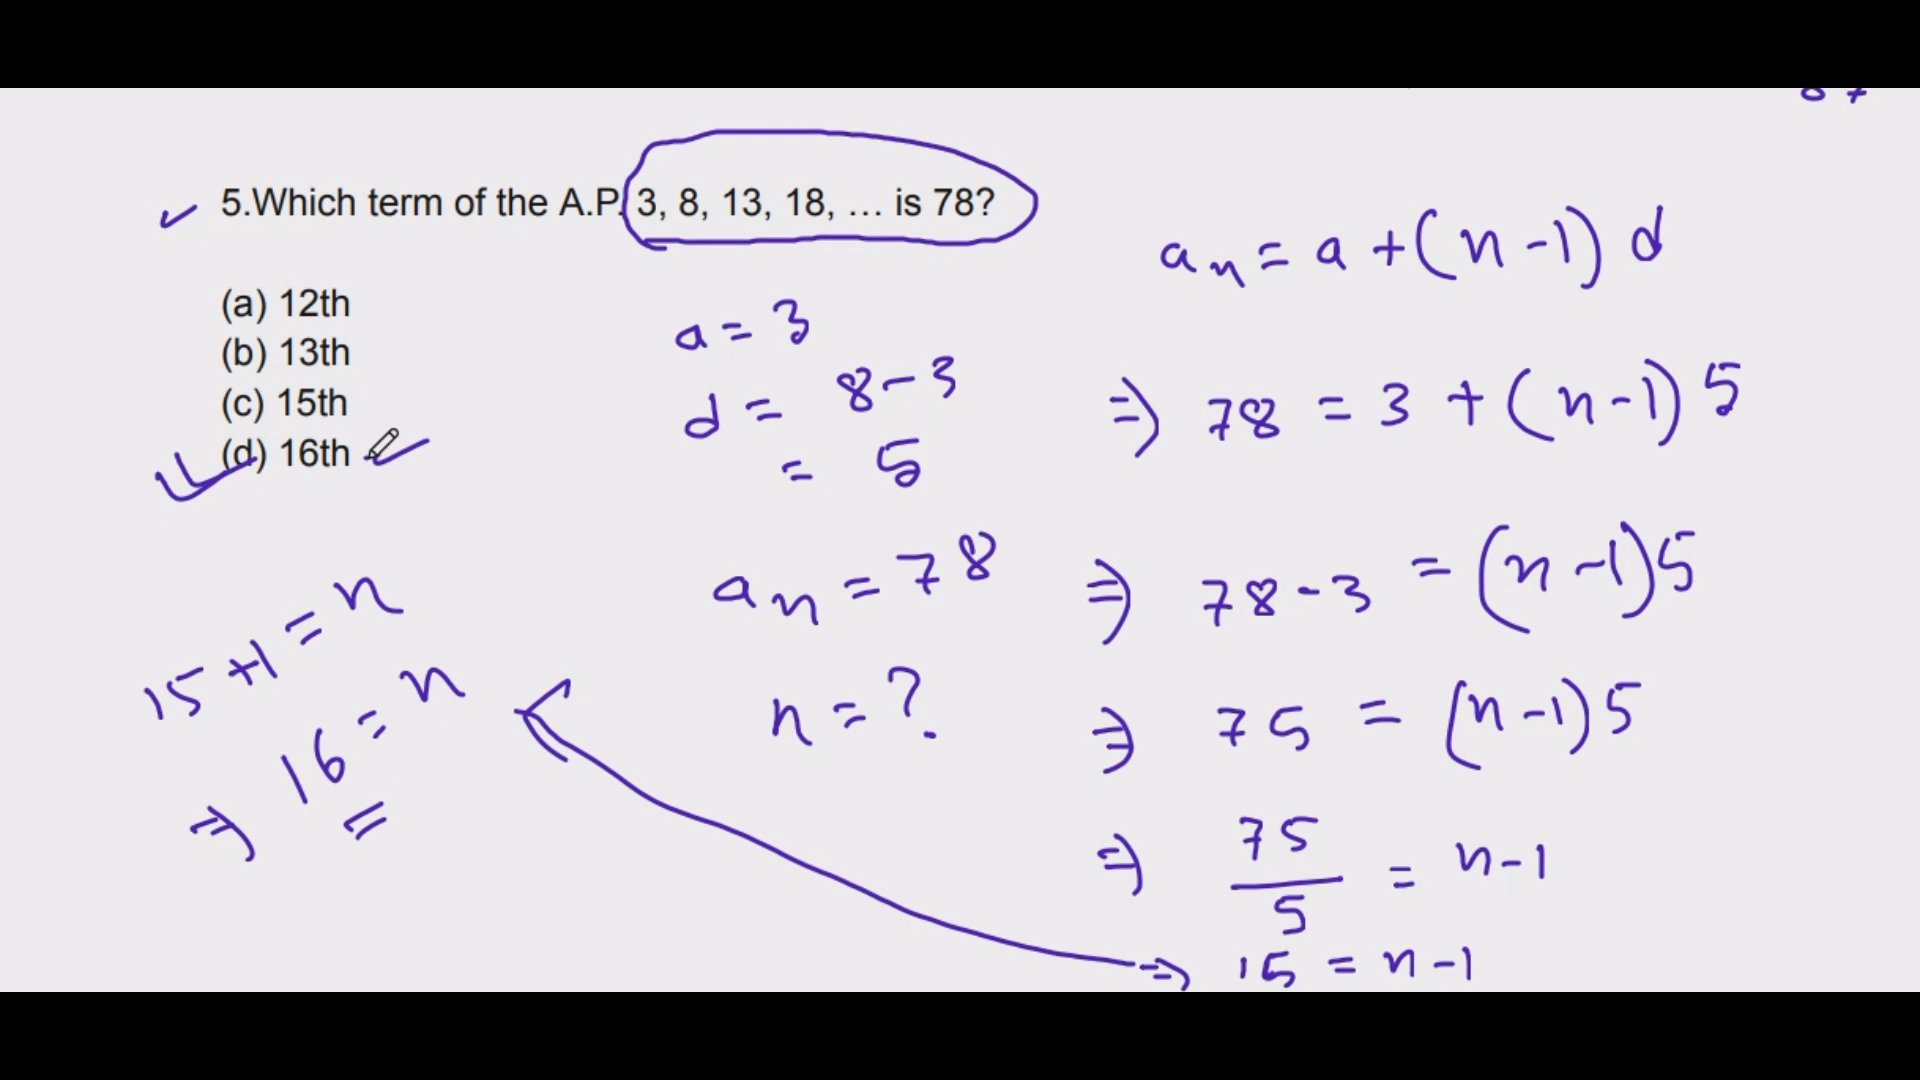 5.Which term of the A.P. 3, 8, 13, 18, … is 78?
(a) 12th
(b) 13th
(c) 15th
(d) 16th
a = 3
d = 8 - 3
= 5
an = 78
n = ?
an = a + (n - 1) d
⇒ 78 = 3 + (n - 1) 5
⇒ 78 - 3 = (n - 1) 5
⇒ 75 = (n - 1) 5
⇒ 75/5 = n - 1
⇒ 15 = n - 1
15 + 1 = n
⇒ 16 = n